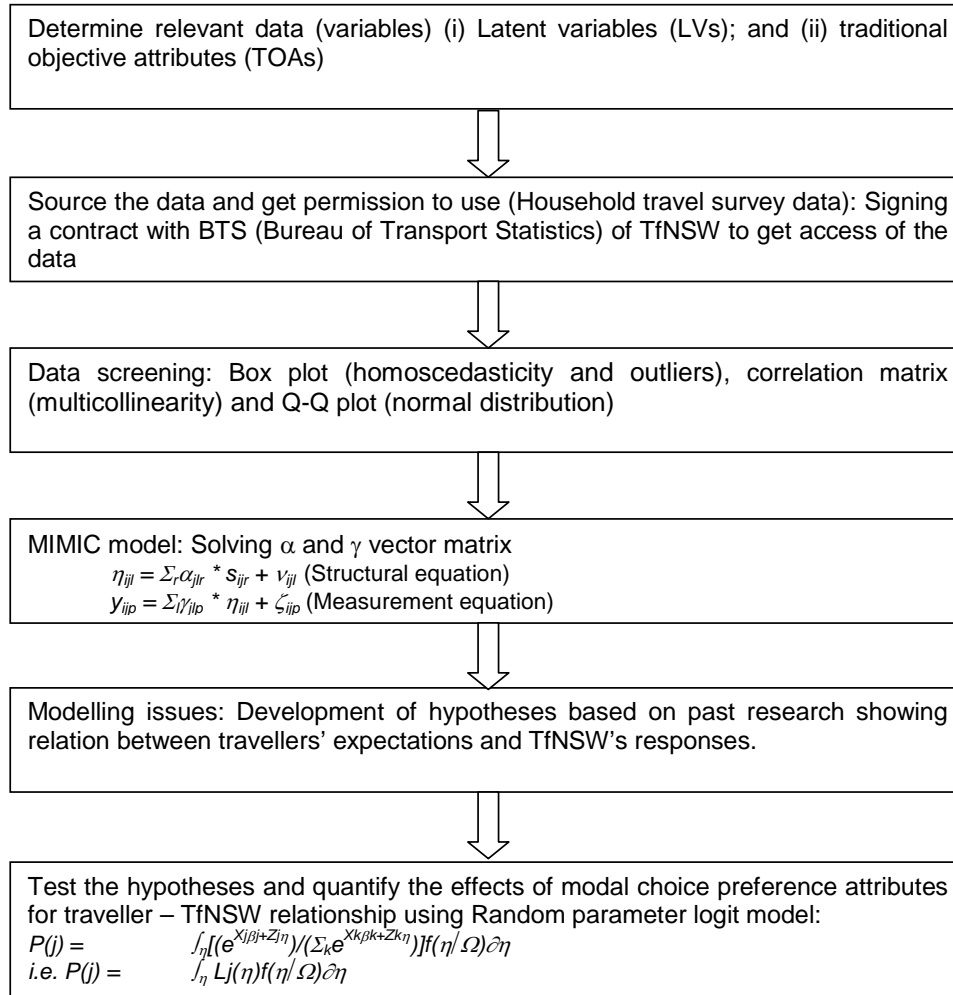 Determine relevant data (variables) (i) Latent variables (LVs); and (ii) traditional
objective attributes (TOAs)
Source the data and get permission to use (Household travel survey data): Signing
a contract with BTS (Bureau of Transport Statistics) of TfNSW to get access of the
data
Data screening: Box plot (homoscedasticity and outliers), correlation matrix
(multicollinearity) and Q-Q plot (normal distribution)
MIMIC model: Solving α and γ vector matrix
η_ijl = Σ_r α_jlr * s_ijr + ν_ijl (Structural equation)
y_ijp = Σ_l γ_jlp * η_ijl + ζ_ijp (Measurement equation)
Modelling issues: Development of hypotheses based on past research showing
relation between travellers’ expectations and TfNSW’s responses.
Test the hypotheses and quantify the effects of modal choice preference attributes
for traveller – TfNSW relationship using Random parameter logit model:
P(j) = ∫_η[(e^{Xjβj+Zjη})/(Σ_k e^{Xkβk+Zkη})]f(η/Ω)∂η
i.e. P(j) = ∫_η Lj(η)f(η/Ω)∂η